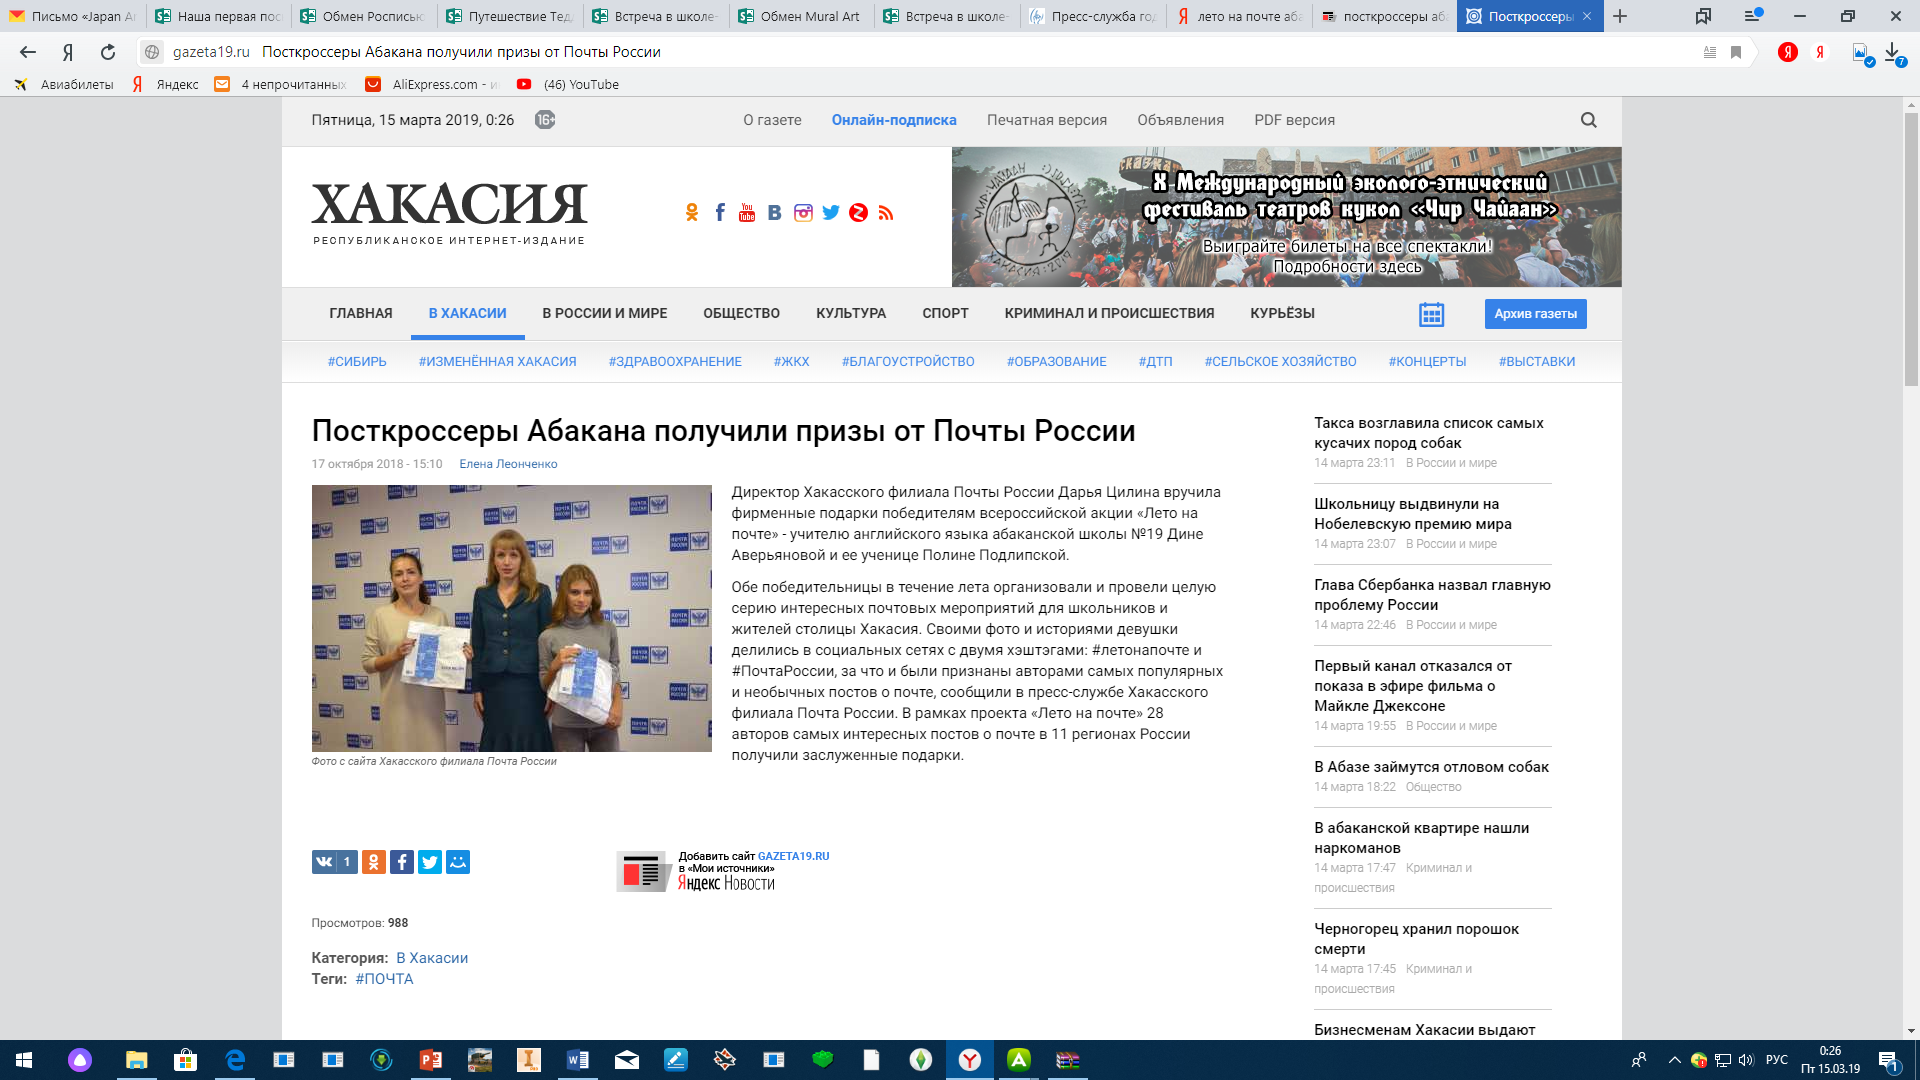 Письмо «Japan Ar
Наша первая пос
Обмен Росписью
Путешествие Тед
Встреча в школе-
Обмен Mural Art
Встреча в школе-
Пресс-служба го
лето на почте аба
посткроссеры аба
Посткроссеры
gazeta19.ru Посткроссеры Абакана получили призы от Почты России
Авиабилеты Яндекс 4 непрочитанных AliExpress.com - и (46) YouTube
Пятница, 15 марта 2019, 0:26 16+ О газете Онлайн-подписка Печатная версия Объявления PDF версия
ХАКАСИЯ
РЕСПУБЛИКАНСКОЕ ИНТЕРНЕТ-ИЗДАНИЕ
СКАЗКА
X Международный эколого-этнический
фестиваль театров кукол «Чир Чайаан»
Выиграйте билеты на все спектакли!
Подробности здесь
ГЛАВНАЯ В ХАКАСИИ В РОССИИ И МИРЕ ОБЩЕСТВО КУЛЬТУРА СПОРТ КРИМИНАЛ И ПРОИСШЕСТВИЯ КУРЬЁЗЫ Архив газеты
#СИБИРЬ #ИЗМЕНЁННАЯ ХАКАСИЯ #ЗДРАВООХРАНЕНИЕ #ЖКХ #БЛАГОУСТРОЙСТВО #ОБРАЗОВАНИЕ #ДТП #СЕЛЬСКОЕ ХОЗЯЙСТВО #КОНЦЕРТЫ #ВЫСТАВКИ
Посткроссеры Абакана получили призы от Почты России
17 октября 2018 - 15:10 Елена Леонченко
Директор Хакасского филиала Почты России Дарья Цилина вручила
фирменные подарки победителям всероссийской акции «Лето на
почте» - учителю английского языка абаканской школы №19 Дине
Аверьяновой и ее ученице Полине Подлипской.
Обе победительницы в течение лета организовали и провели целую
серию интересных почтовых мероприятий для школьников и
жителей столицы Хакасия. Своими фото и историями девушки
делились в социальных сетях с двумя хэштэгами: #летонапочте и
#ПочтаРоссии, за что и были признаны авторами самых популярных
и необычных постов о почте, сообщили в пресс-службе Хакасского
филиала Почта России. В рамках проекта «Лето на почте» 28
авторов самых интересных постов о почте в 11 регионах России
получили заслуженные подарки.
Фото с сайта Хакасского филиала Почта России
1
Добавить сайт GAZETA19.RU
в «Мои источники»
Яндекс Новости
Просмотров: 988
Категория: В Хакасии
Теги: #ПОЧТА
Такса возглавила список самых
кусачих пород собак
14 марта 23:11 В России и мире
Школьницу выдвинули на
Нобелевскую премию мира
14 марта 23:07 В России и мире
Глава Сбербанка назвал главную
проблему России
14 марта 22:46 В России и мире
Первый канал отказался от
показа в эфире фильма о
Майкле Джексоне
14 марта 19:55 В России и мире
В Абазе займутся отловом собак
14 марта 18:22 Общество
В абаканской квартире нашли
наркоманов
14 марта 17:47 Криминал и
происшествия
Черногорец хранил порошок
смерти
14 марта 17:45 Криминал и
происшествия
Бизнесменам Хакасии выдают
РУС
0:26
Пт 15.03.19